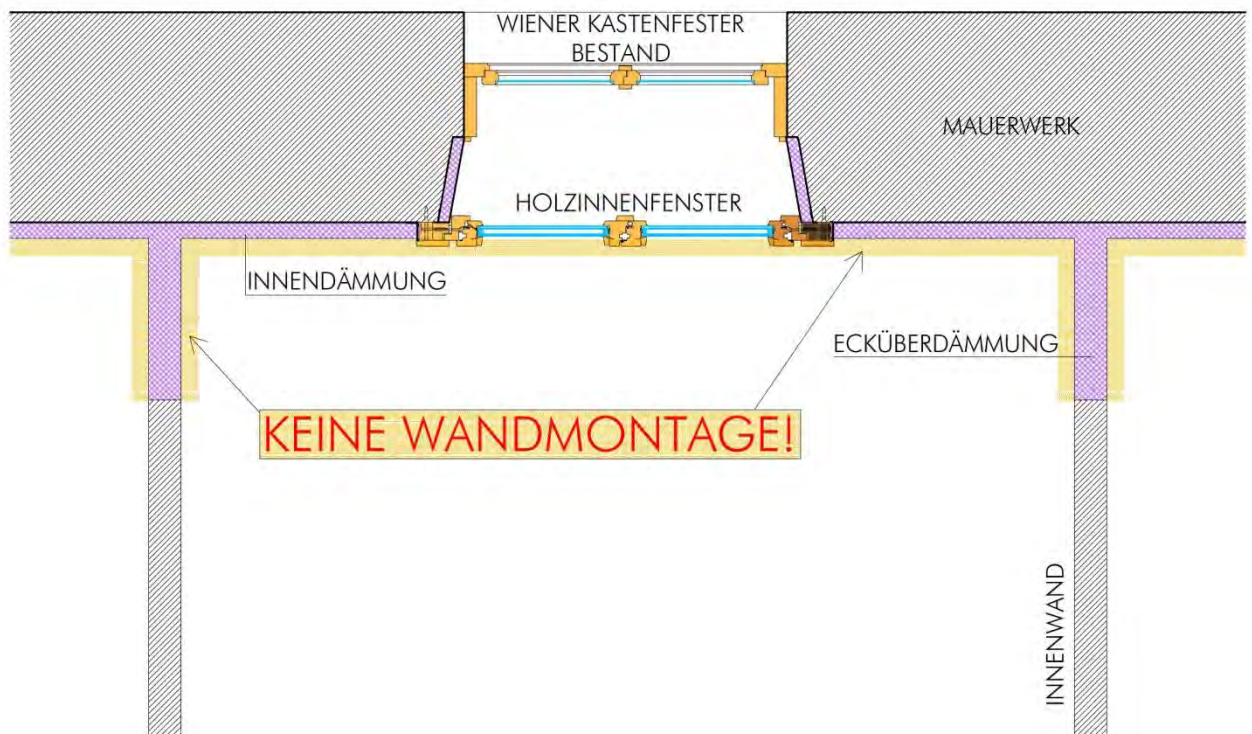 WIENER KASTENFESTER
BESTAND
MAUERWERK
HOLZINNENFENSTER
INNENDÄMMUNG
ECKÜBERDÄMMUNG
KEINE WANDMONTAGE!
INNENWAND